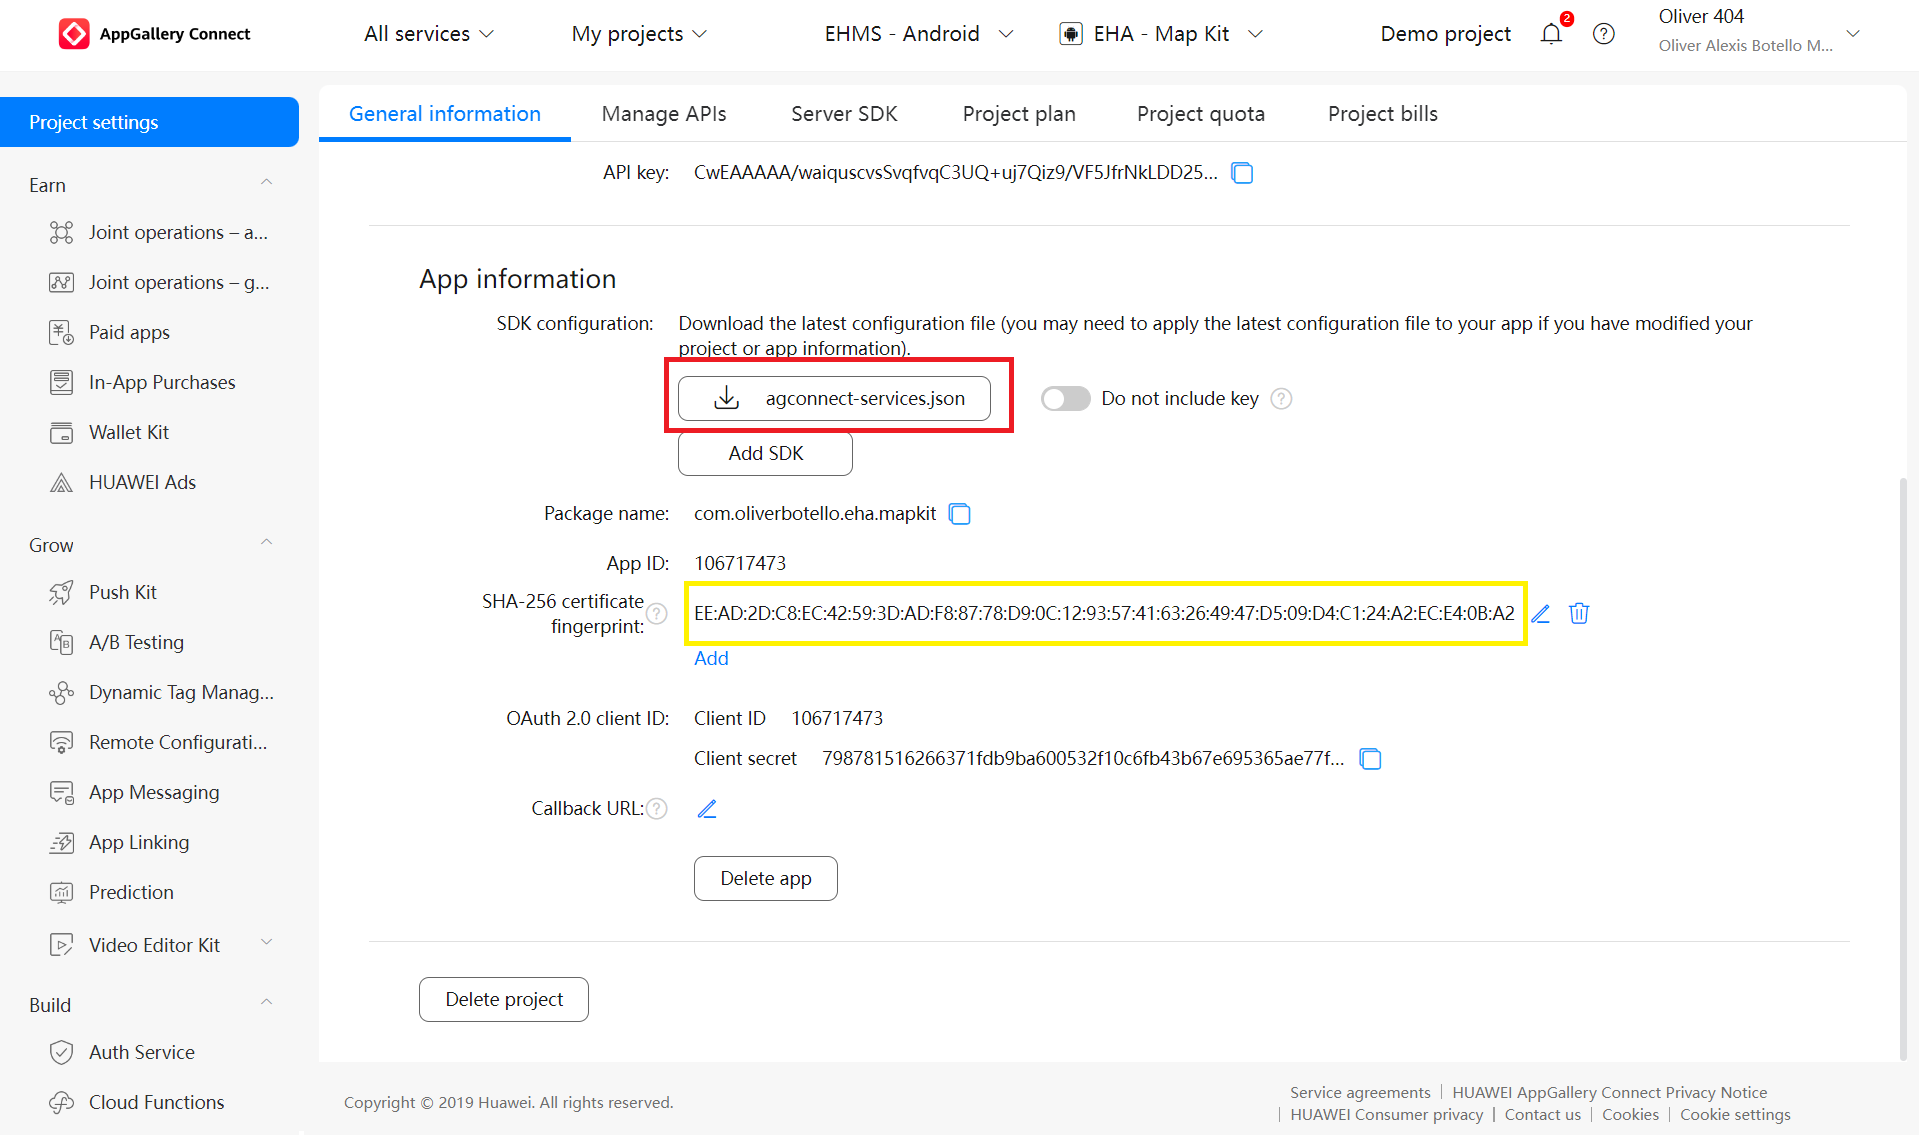 AppGallery Connect
All services
My projects
EHMS - Android
EHA - Map Kit
Demo project
2
Oliver 404
Oliver Alexis Botello M...
Project settings
Earn
Joint operations – a...
Joint operations – g...
Paid apps
In-App Purchases
Wallet Kit
HUAWEI Ads
Grow
Push Kit
A/B Testing
Dynamic Tag Manag...
Remote Configurati...
App Messaging
App Linking
Prediction
Video Editor Kit
Build
Auth Service
Cloud Functions
General information
Manage APIs
Server SDK
Project plan
Project quota
Project bills
API key: CwEAAAAA/waiquscvsSvqfvqC3UQ+uj7Qiz9/VF5JfrNkLDD25...
App information
SDK configuration: Download the latest configuration file (you may need to apply the latest configuration file to your app if you have modified your
project or app information).
agconnect-services.json
Do not include key ?
Add SDK
Package name: com.oliverbotello.eha.mapkit
App ID: 106717473
SHA-256 certificate
fingerprint: ?
EE:AD:2D:C8:EC:42:59:3D:AD:F8:87:78:D9:0C:12:93:57:41:63:26:49:47:D5:09:D4:C1:24:A2:EC:E4:0B:A2
Add
OAuth 2.0 client ID: Client ID 106717473
Client secret 798781516266371fdb9ba600532f10c6fb43b67e695365ae77f...
Callback URL: ?
Delete app
Delete project
Copyright © 2019 Huawei. All rights reserved.
Service agreements | HUAWEI AppGallery Connect Privacy Notice
| HUAWEI Consumer privacy | Contact us | Cookies | Cookie settings